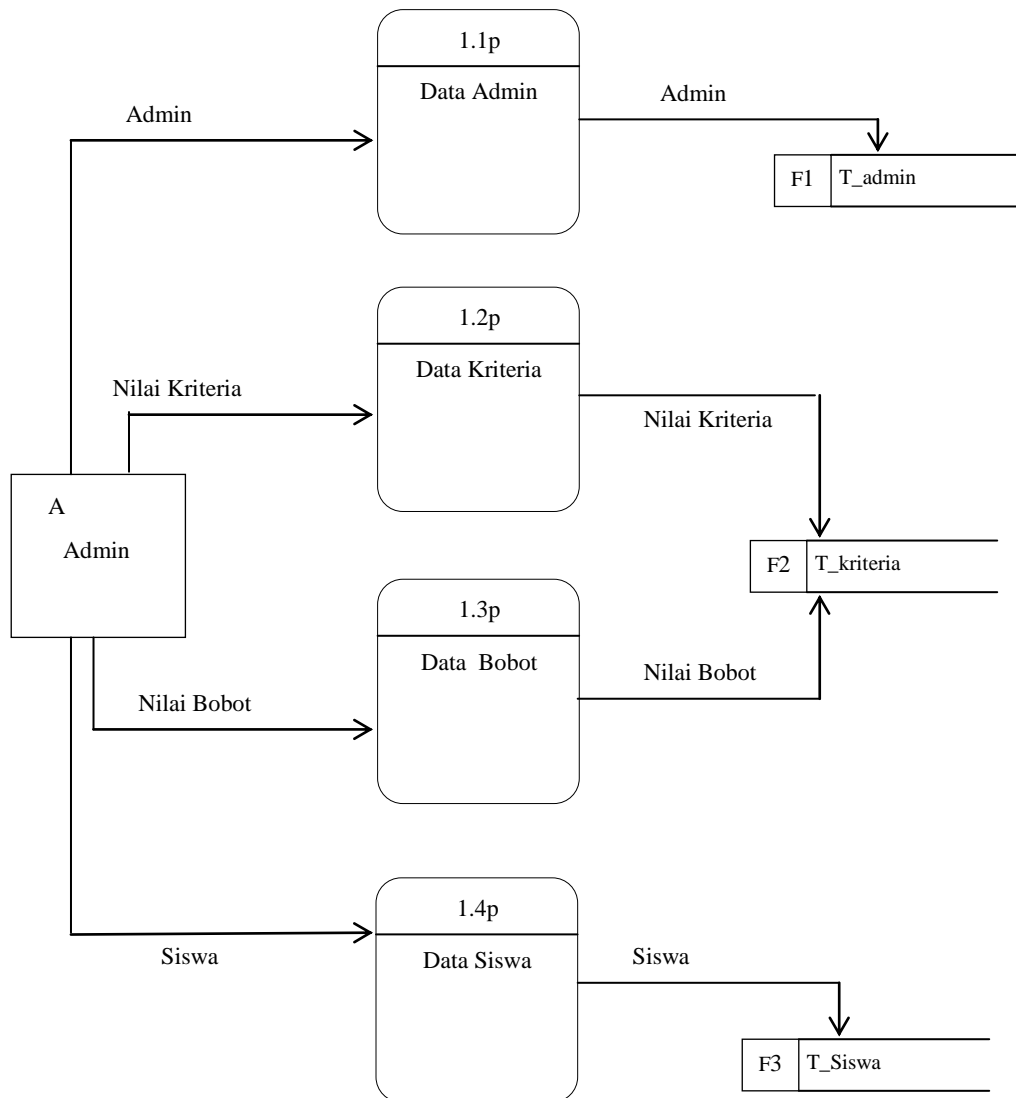 1.1p
Data Admin
Admin
Admin
F1
T_admin
1.2p
Data Kriteria
Nilai Kriteria
Nilai Kriteria
A
Admin
F2
T_kriteria
1.3p
Data  Bobot
Nilai Bobot
Nilai Bobot
1.4p
Data Siswa
Siswa
Siswa
F3
T_Siswa